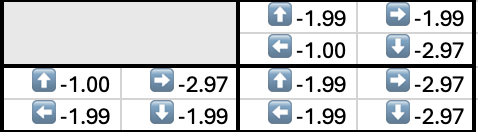 ⬆️ -1.99 ➡️ -1.99
⬅️ -1.00 ⬇️ -2.97
⬆️ -1.00 ➡️ -2.97 ⬆️ -1.99 ➡️ -2.97
⬅️ -1.99 ⬇️ -1.99 ⬅️ -1.99 ⬇️ -2.97